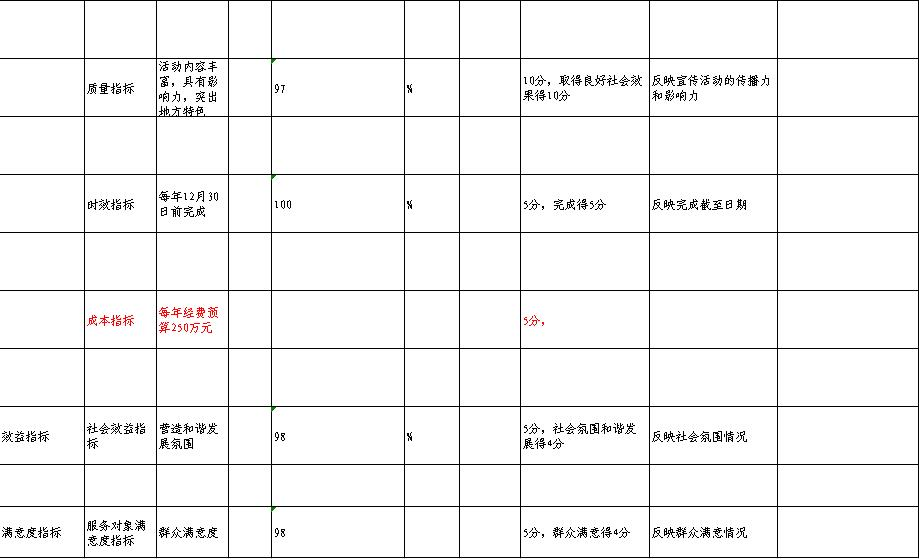 质量指标 活动内容丰富，具有影响力，突出地方特色 97 % 10分，取得良好社会效果得10分 反映宣传活动的传播力和影响力
时效指标 每年12月30日前完成 100 % 5分，完成得5分 反映完成截至日期
成本指标 每年经费预算250万元 5分，
效益指标 社会效益指标 营造和谐发展氛围 98 % 5分，社会氛围和谐发展得4分 反映社会氛围情况
满意度指标 服务对象满意度指标 群众满意度 98 5分，群众满意得4分 反映群众满意情况